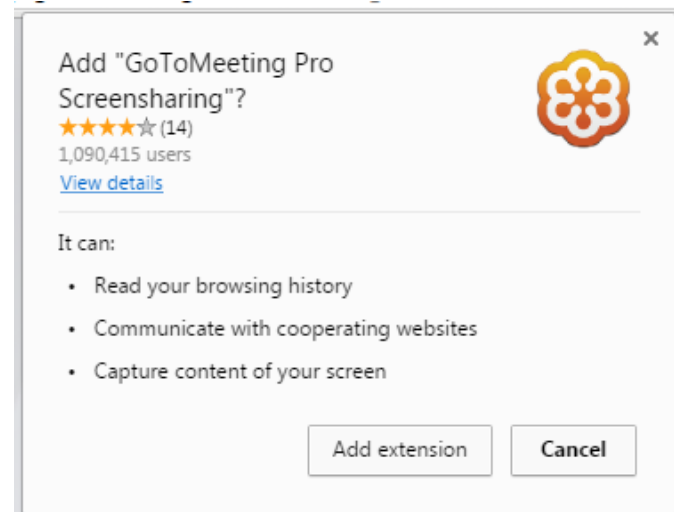 Add "GoToMeeting Pro
Screensharing"?
(14)
1,090,415 users
View details
It can:
• Read your browsing history
• Communicate with cooperating websites
• Capture content of your screen
Add extension
Cancel